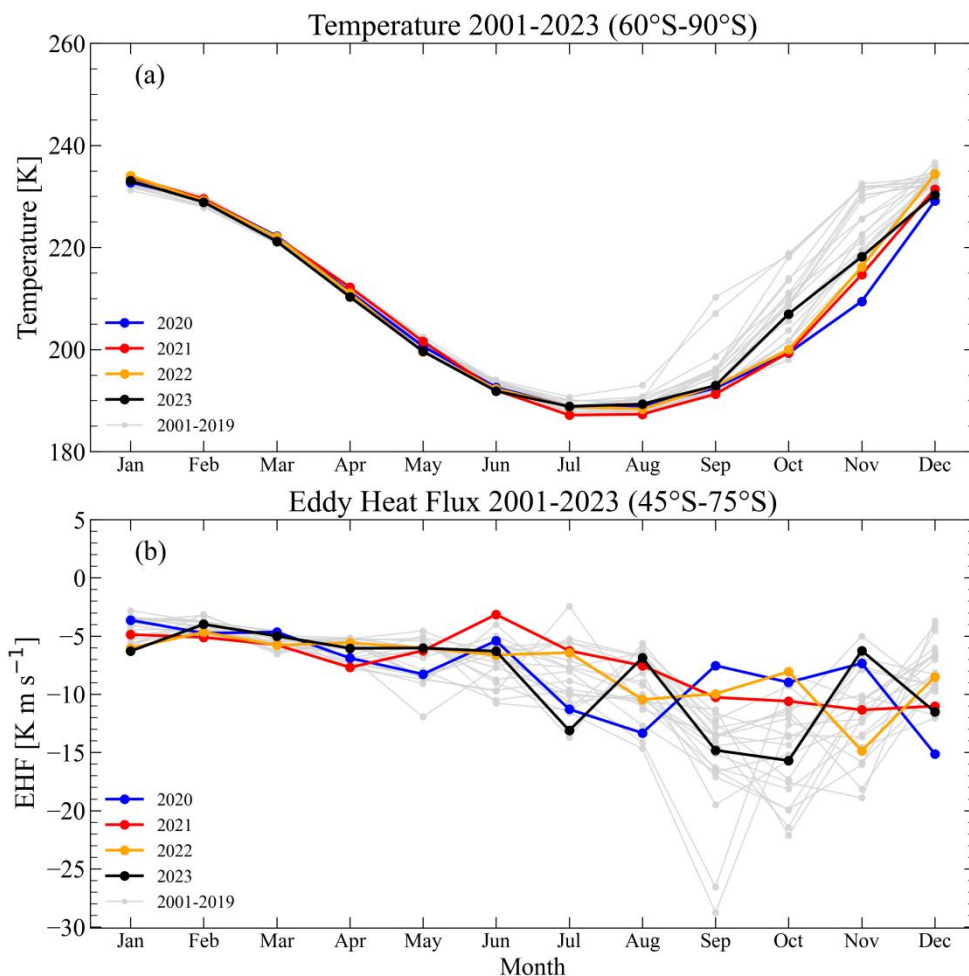 Temperature 2001-2023 (60°S-90°S)
(a)
Temperature [K]
260
240
220
200
180
2020
2021
2022
2023
2001-2019
Jan Feb Mar Apr May Jun Jul Aug Sep Oct Nov Dec
Eddy Heat Flux 2001-2023 (45°S-75°S)
(b)
EHF [K m s⁻¹]
5
0
−5
−10
−15
−20
−25
−30
2020
2021
2022
2023
2001-2019
Jan Feb Mar Apr May Jun Jul Aug Sep Oct Nov Dec
Month